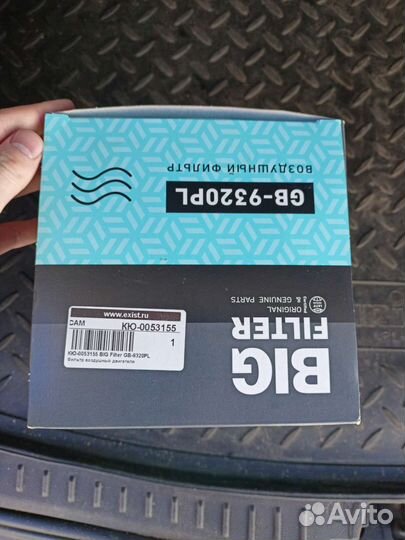 ВОЗДУШНЫЙ ФИЛЬТР
GB-9320PL
BIG
FILTER
ORIGINAL
& GENUINE PARTS
www.exist.ru
CAM
КЮ-0053155
1
КЮ-0053155 BIG Filter GB-9320PL
Фильтр воздушный двигателя
Avito